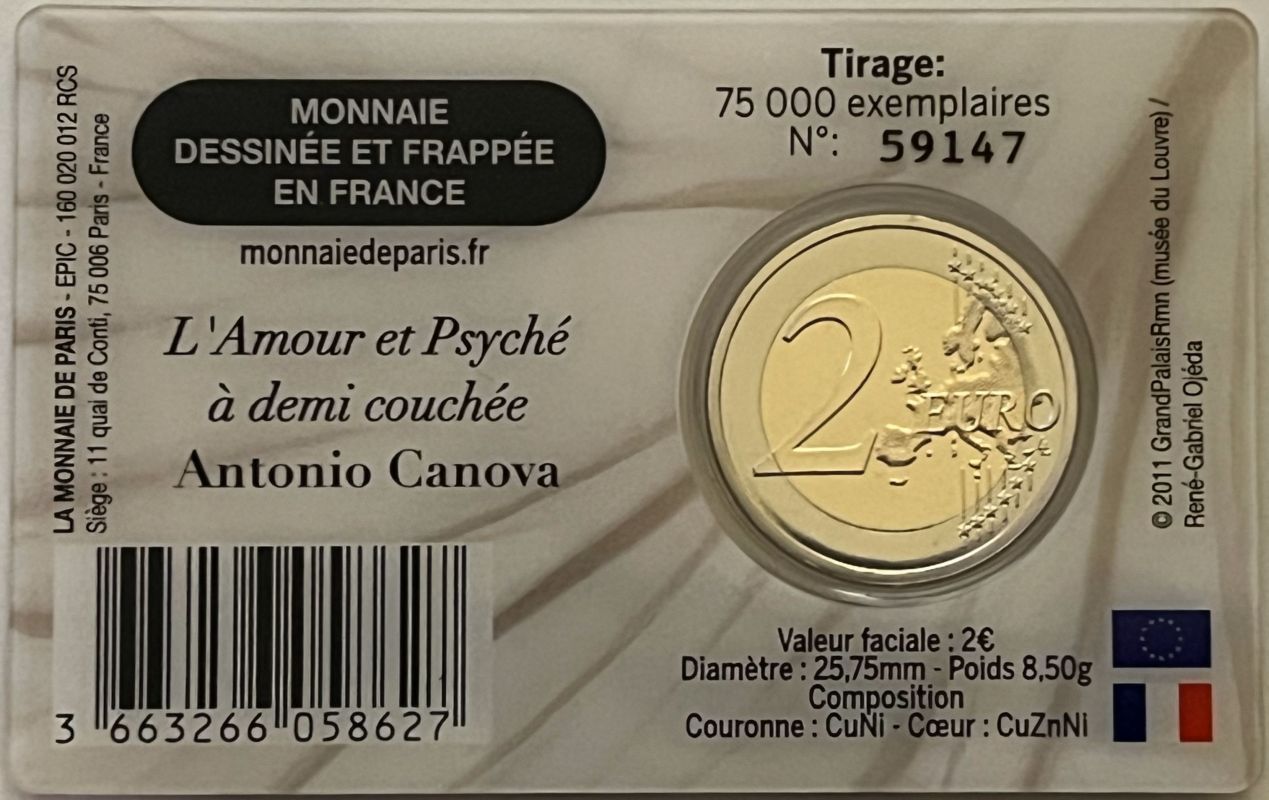 LA MONNAIE DE PARIS - EPIC - 160 020 012 RCS
Siège : 11 quai de Conti, 75 006 Paris - France
MONNAIE
DESSINÉE ET FRAPPÉE
EN FRANCE
monnaiedeparis.fr
L'Amour et Psyché
à demi couchée
Antonio Canova
3 663266 058627
Tirage:
75 000 exemplaires
N°: 59147
2 EURO
Valeur faciale : 2€
Diamètre : 25,75mm - Poids 8,50g
Composition
Couronne : CuNi - Cœur : CuZnNi
© 2011 GrandPalaisRmn (musée du Louvre) /
René-Gabriel Ojéda